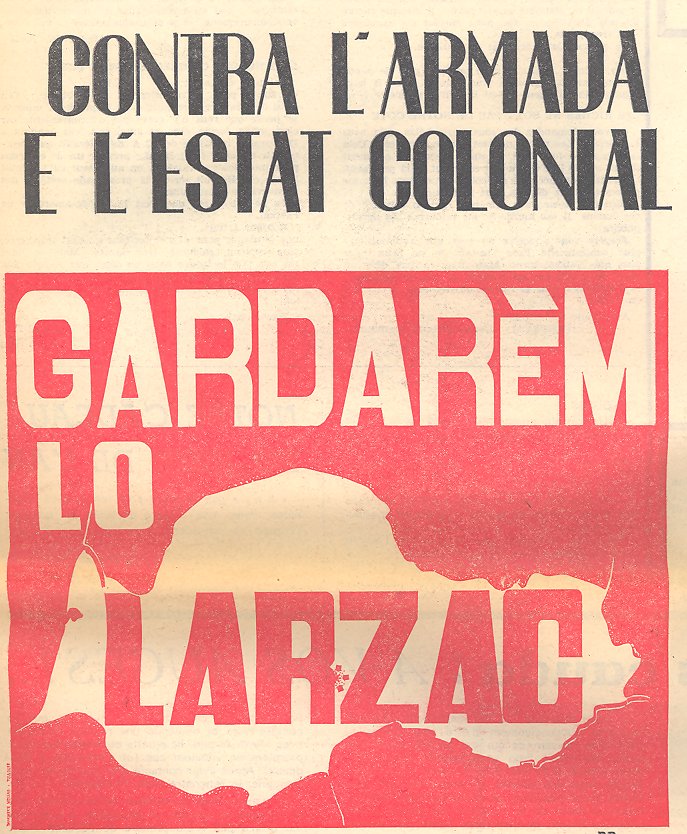 CONTRA L'ARMADA
E L'ESTAT COLONIAL
GARDARÈM
LO
LARZAC